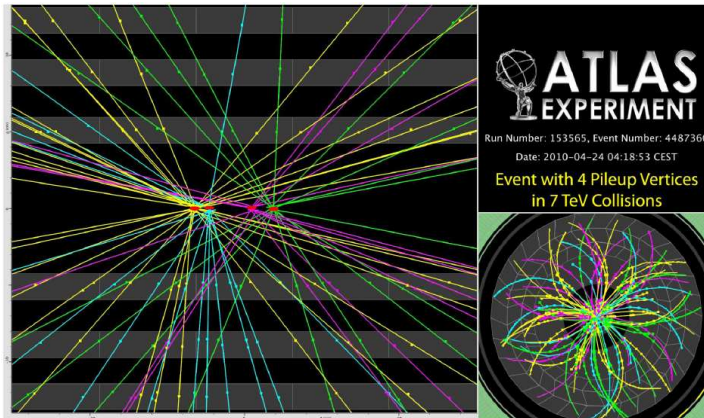 ATLAS
EXPERIMENT
Run Number: 153565, Event Number: 4487360
Date: 2010-04-24 04:18:53 CEST
Event with 4 Pileup Vertices
in 7 TeV Collisions